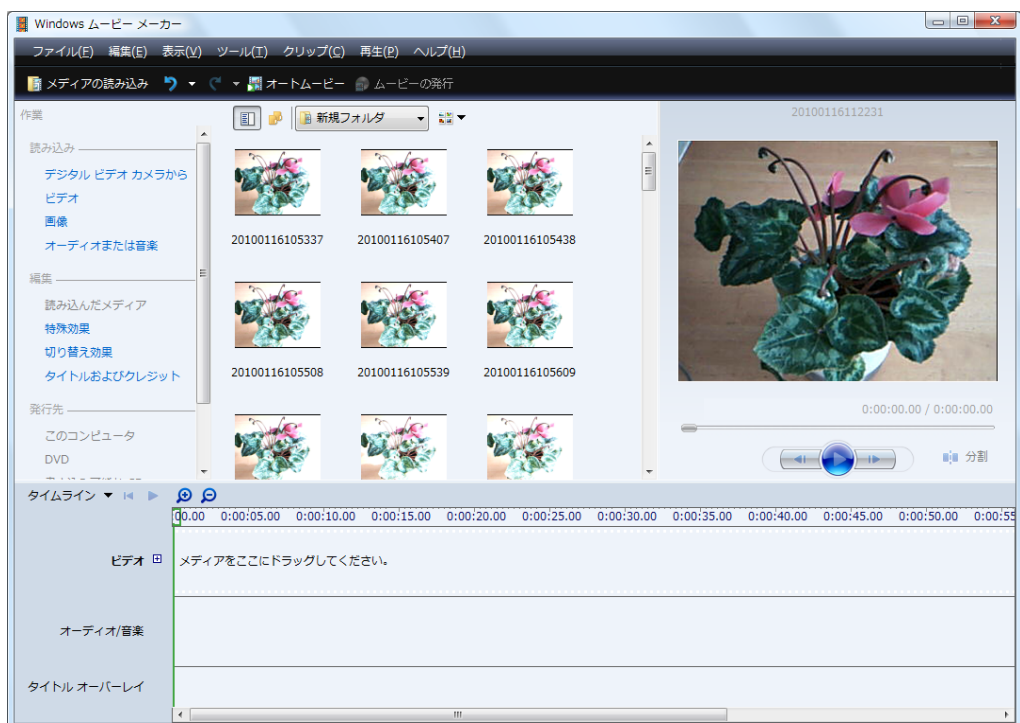 Windows ムービー メーカー
ファイル(F) 編集(E) 表示(V) ツール(T) クリップ(C) 再生(P) ヘルプ(H)
メディアの読み込み オートムービー ムービーの発行
作業
読み込み
デジタル ビデオ カメラから
ビデオ
画像
オーディオまたは音楽
編集
読み込んだメディア
特殊効果
切り替え効果
タイトルおよびクレジット
発行先
このコンピュータ
DVD
新規フォルダ
20100116105337 20100116105407 20100116105438
20100116105508 20100116105539 20100116105609
20100116112231
0:00:00.00 / 0:00:00.00
分割
タイムライン
00.00 0:00:05.00 0:00:10.00 0:00:15.00 0:00:20.00 0:00:25.00 0:00:30.00 0:00:35.00 0:00:40.00 0:00:45.00 0:00:50.00 0:00:55
ビデオ メディアをここにドラッグしてください。
オーディオ/音楽
タイトル オーバーレイ